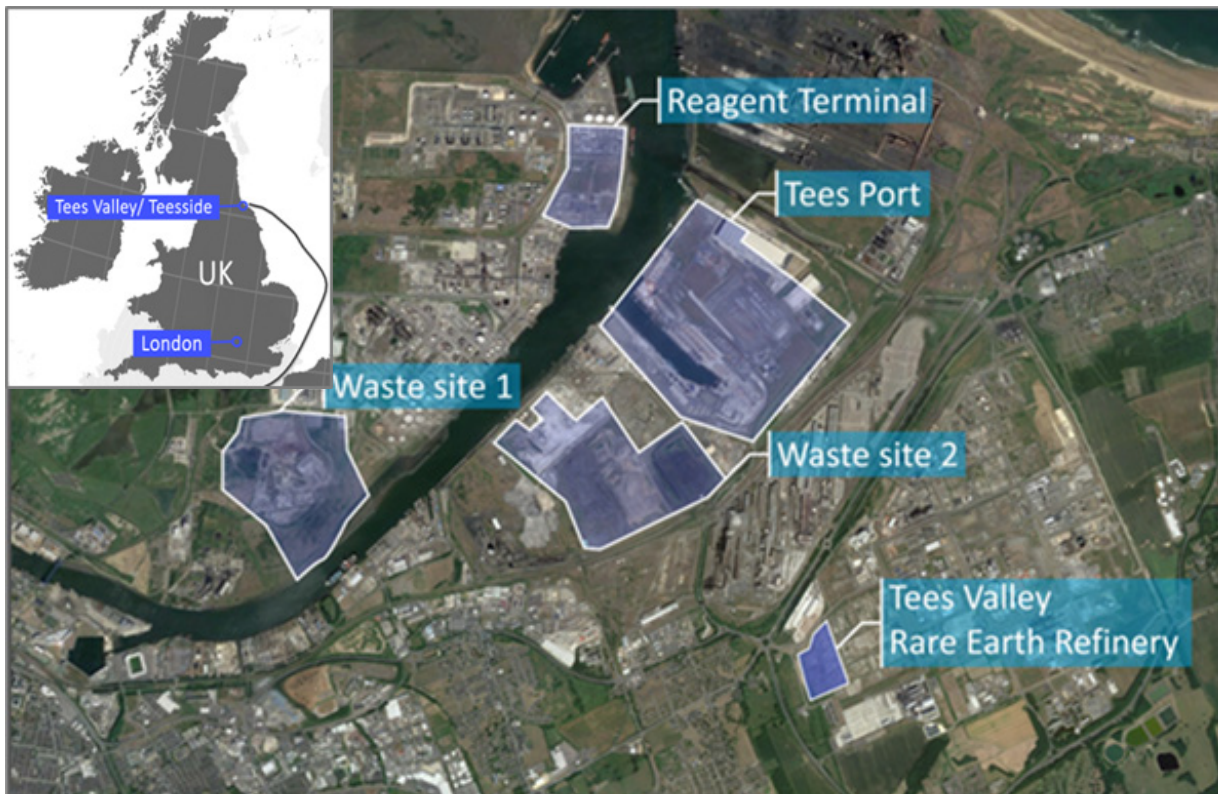 Reagent Terminal
Tees Port
Tees Valley/ Teesside
UK
London
Waste site 1
Waste site 2
Tees Valley
Rare Earth Refinery